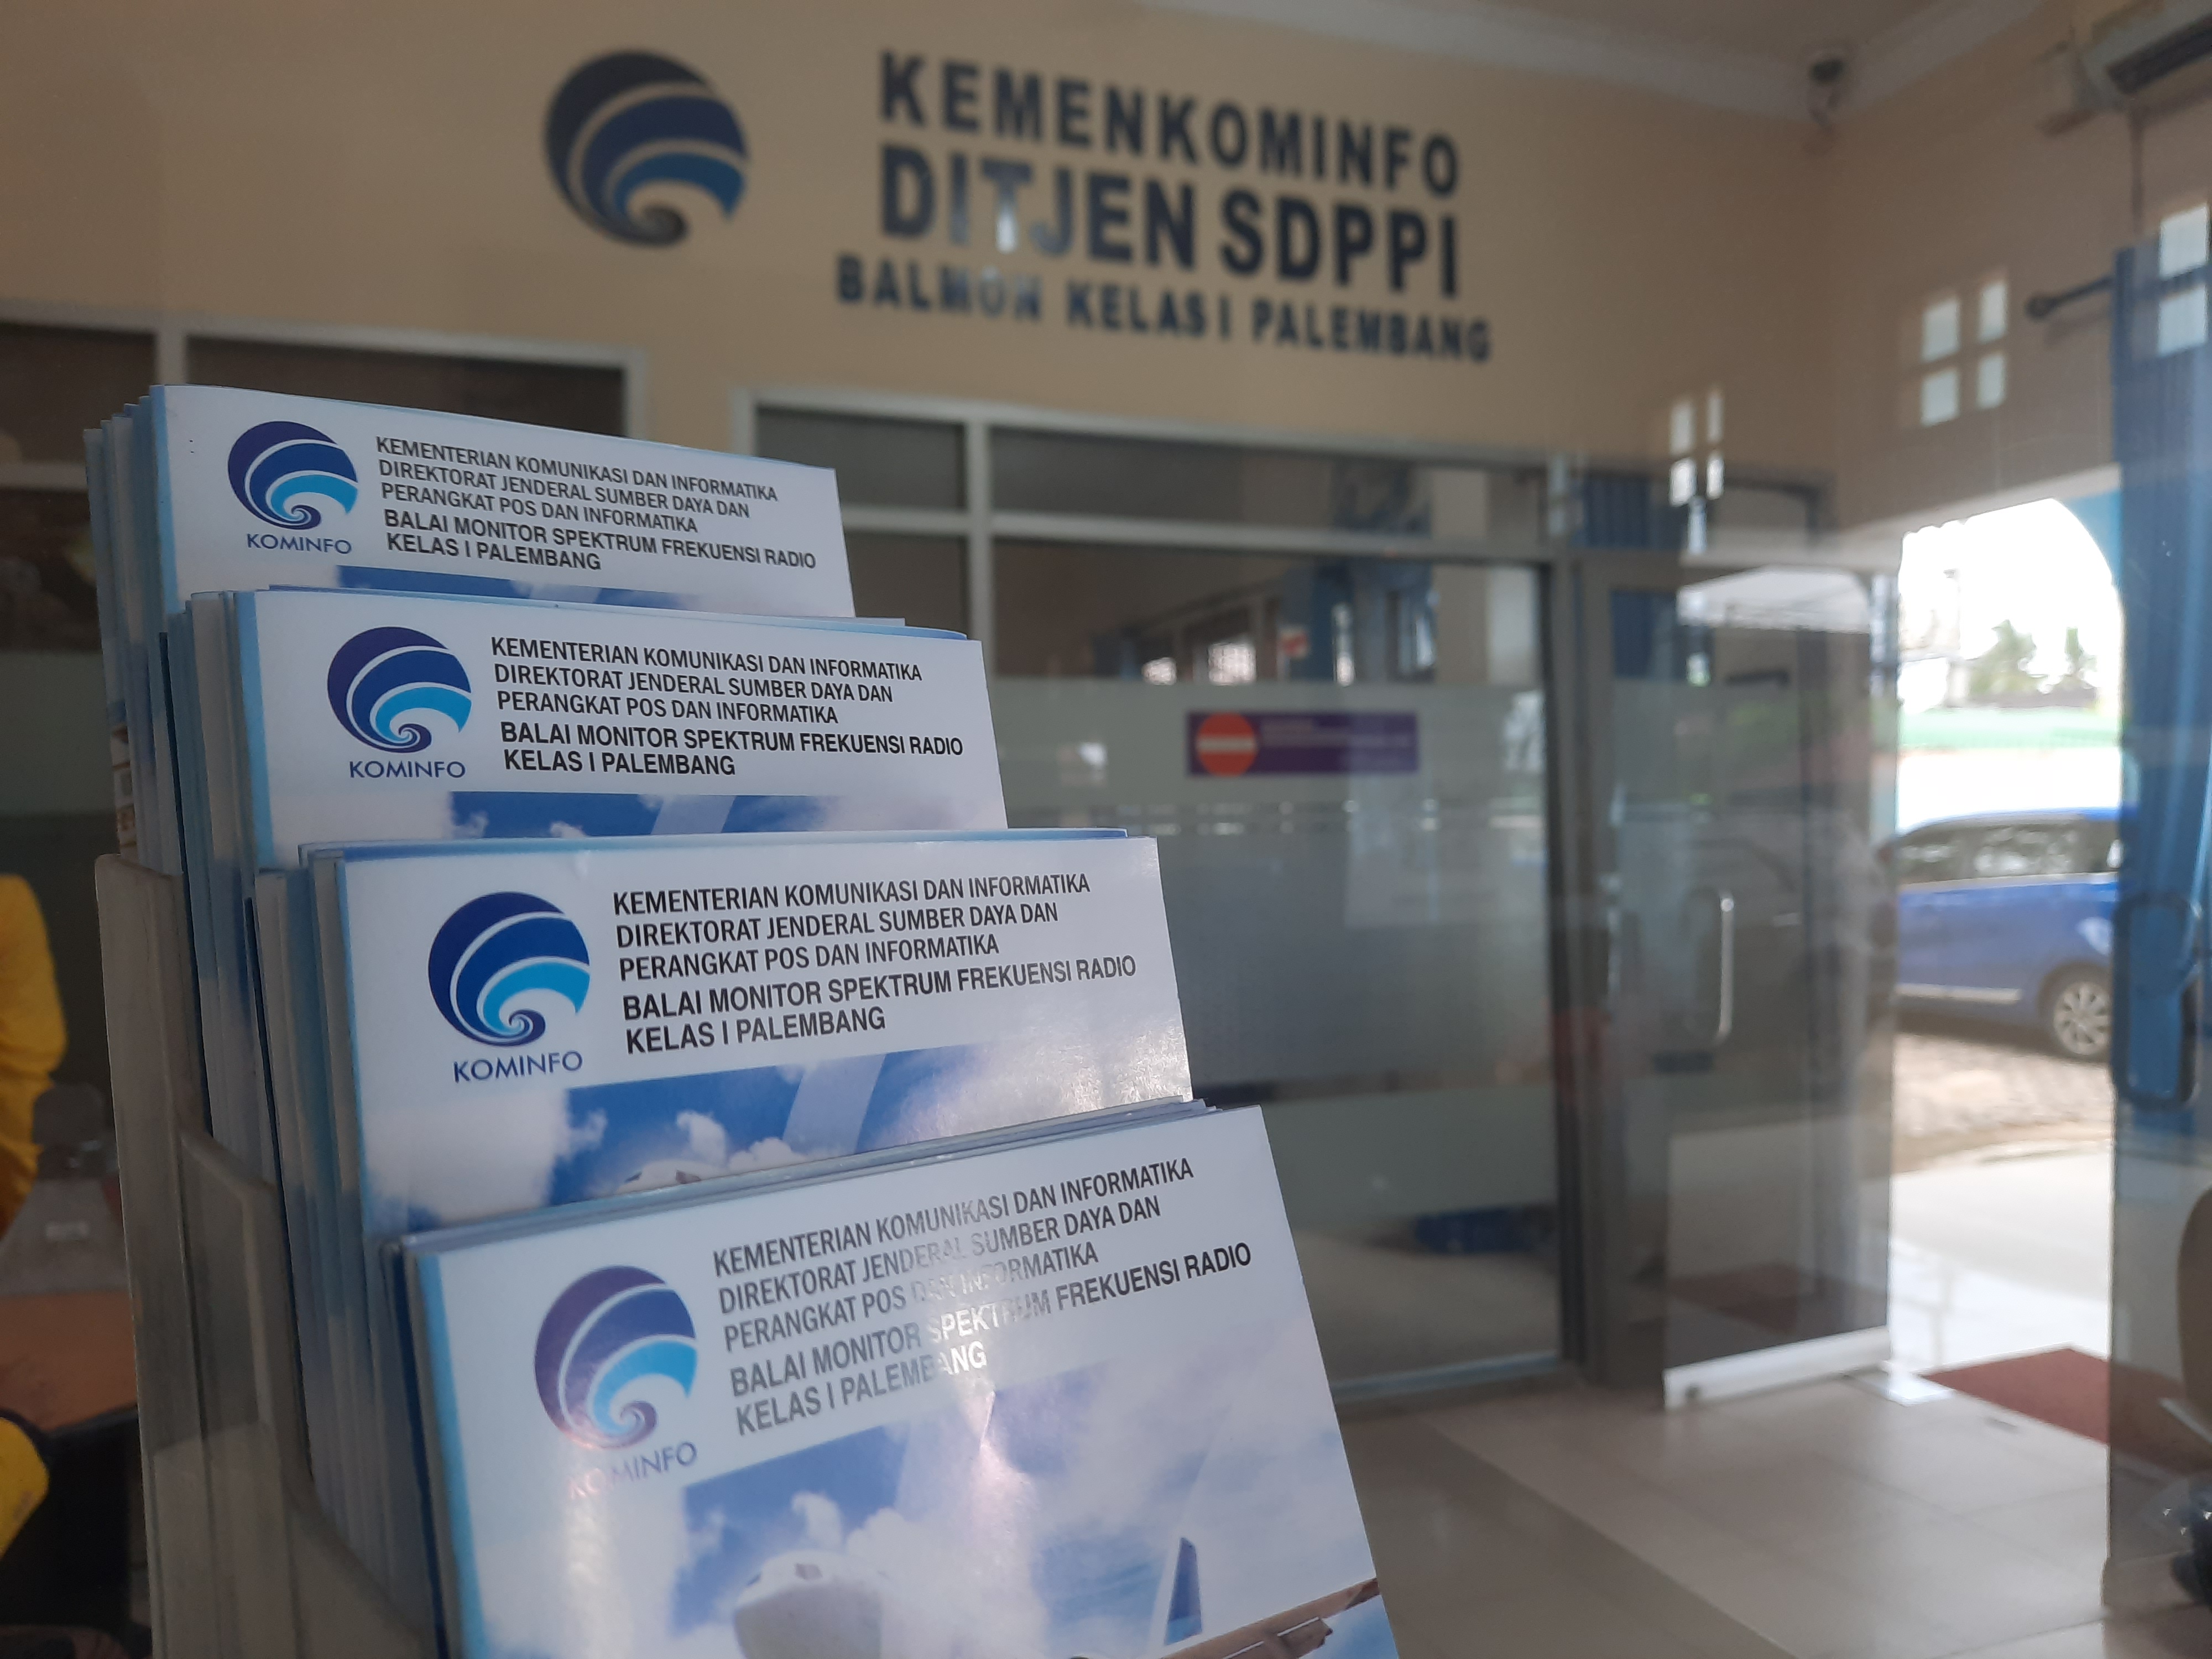 KEMENKOMINFO
DITJEN SDPPI
BALMON KELAS I PALEMBANG
KOMINFO
KEMENTERIAN KOMUNIKASI DAN INFORMATIKA
DIREKTORAT JENDERAL SUMBER DAYA DAN
PERANGKAT POS DAN INFORMATIKA
BALAI MONITOR SPEKTRUM FREKUENSI RADIO
KELAS I PALEMBANG
KOMINFO
KEMENTERIAN KOMUNIKASI DAN INFORMATIKA
DIREKTORAT JENDERAL SUMBER DAYA DAN
PERANGKAT POS DAN INFORMATIKA
BALAI MONITOR SPEKTRUM FREKUENSI RADIO
KELAS I PALEMBANG
KOMINFO
KEMENTERIAN KOMUNIKASI DAN INFORMATIKA
DIREKTORAT JENDERAL SUMBER DAYA DAN
PERANGKAT POS DAN INFORMATIKA
BALAI MONITOR SPEKTRUM FREKUENSI RADIO
KELAS I PALEMBANG
KOMINFO
KEMENTERIAN KOMUNIKASI DAN INFORMATIKA
DIREKTORAT JENDERAL SUMBER DAYA DAN
PERANGKAT POS DAN INFORMATIKA
BALAI MONITOR SPEKTRUM FREKUENSI RADIO
KELAS I PALEMBANG